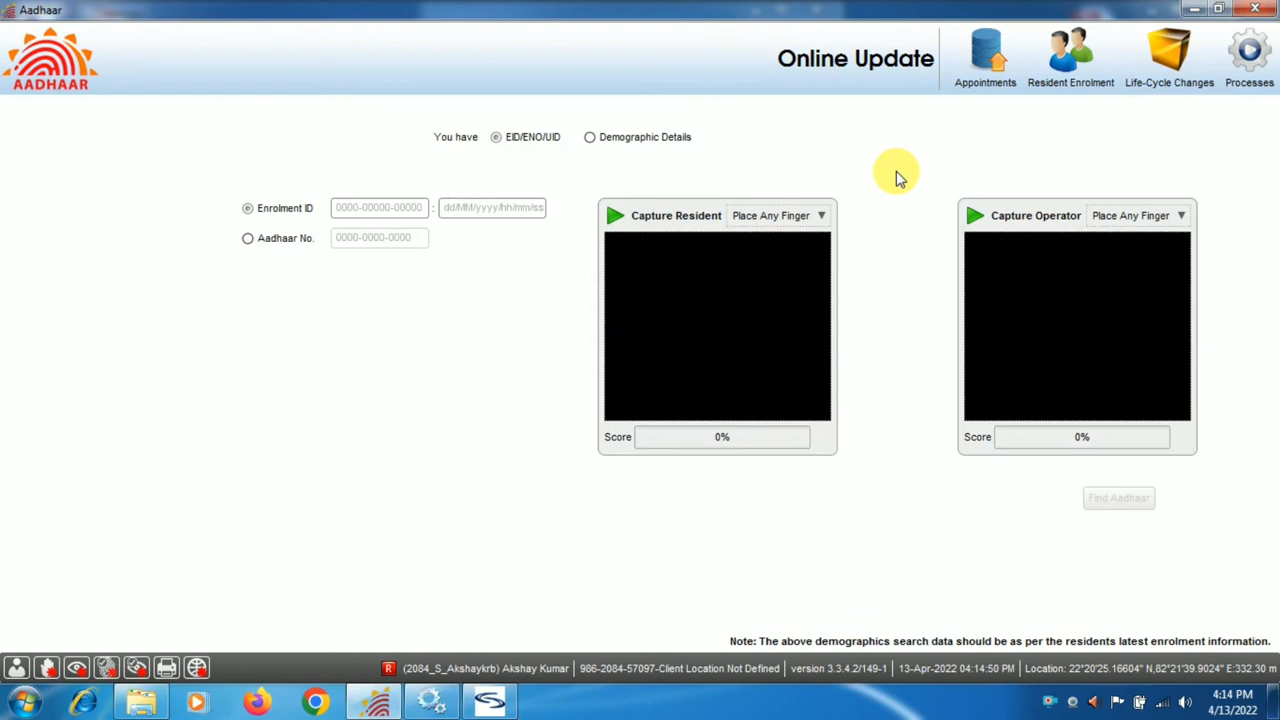 Aadhaar
AADHAAR
Online Update
Appointments
Resident Enrolment
Life-Cycle Changes
Processes
You have EID/ENO/UID Demographic Details
Enrolment ID 0000-00000-00000 : dd/MM/yyyy/hh/mm/ss
Aadhaar No. 0000-0000-0000
Capture Resident Place Any Finger
Score 0%
Capture Operator Place Any Finger
Score 0%
Find Aadhaar
Note: The above demographics search data should be as per the residents latest enrolment information.
R (2084_S_Akshaykrb) Akshay Kumar 986-2084-57097-Client Location Not Defined version 3.3.4.2/149-1 13-Apr-2022 04:14:50 PM Location: 22°20'25.16604" N,82°21'39.9024" E:332.30 m
4:14 PM
4/13/2022